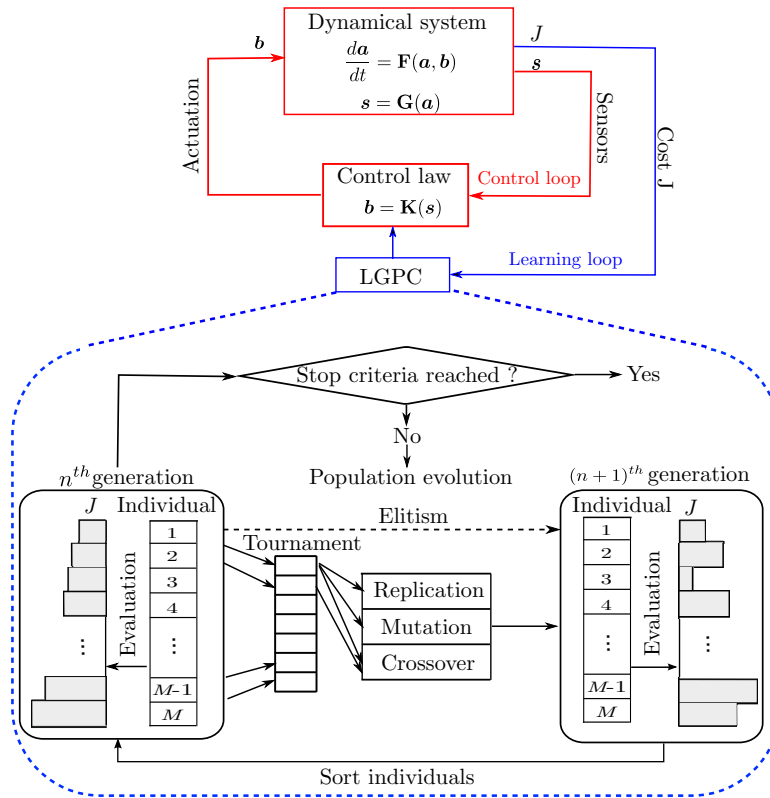 Dynamical system
da/dt = F(a, b)
s = G(a)
b
J
s
Actuation
Sensors
Cost J
Control law
b = K(s)
Control loop
Learning loop
LGPC
Stop criteria reached ?
Yes
No
Population evolution
n^th generation
(n + 1)^th generation
J
Individual
1
2
3
4
⋮
M-1
M
Evaluation
⋮
Elitism
Tournament
Replication
Mutation
Crossover
Individual
J
1
2
3
4
⋮
M-1
M
Evaluation
⋮
Sort individuals